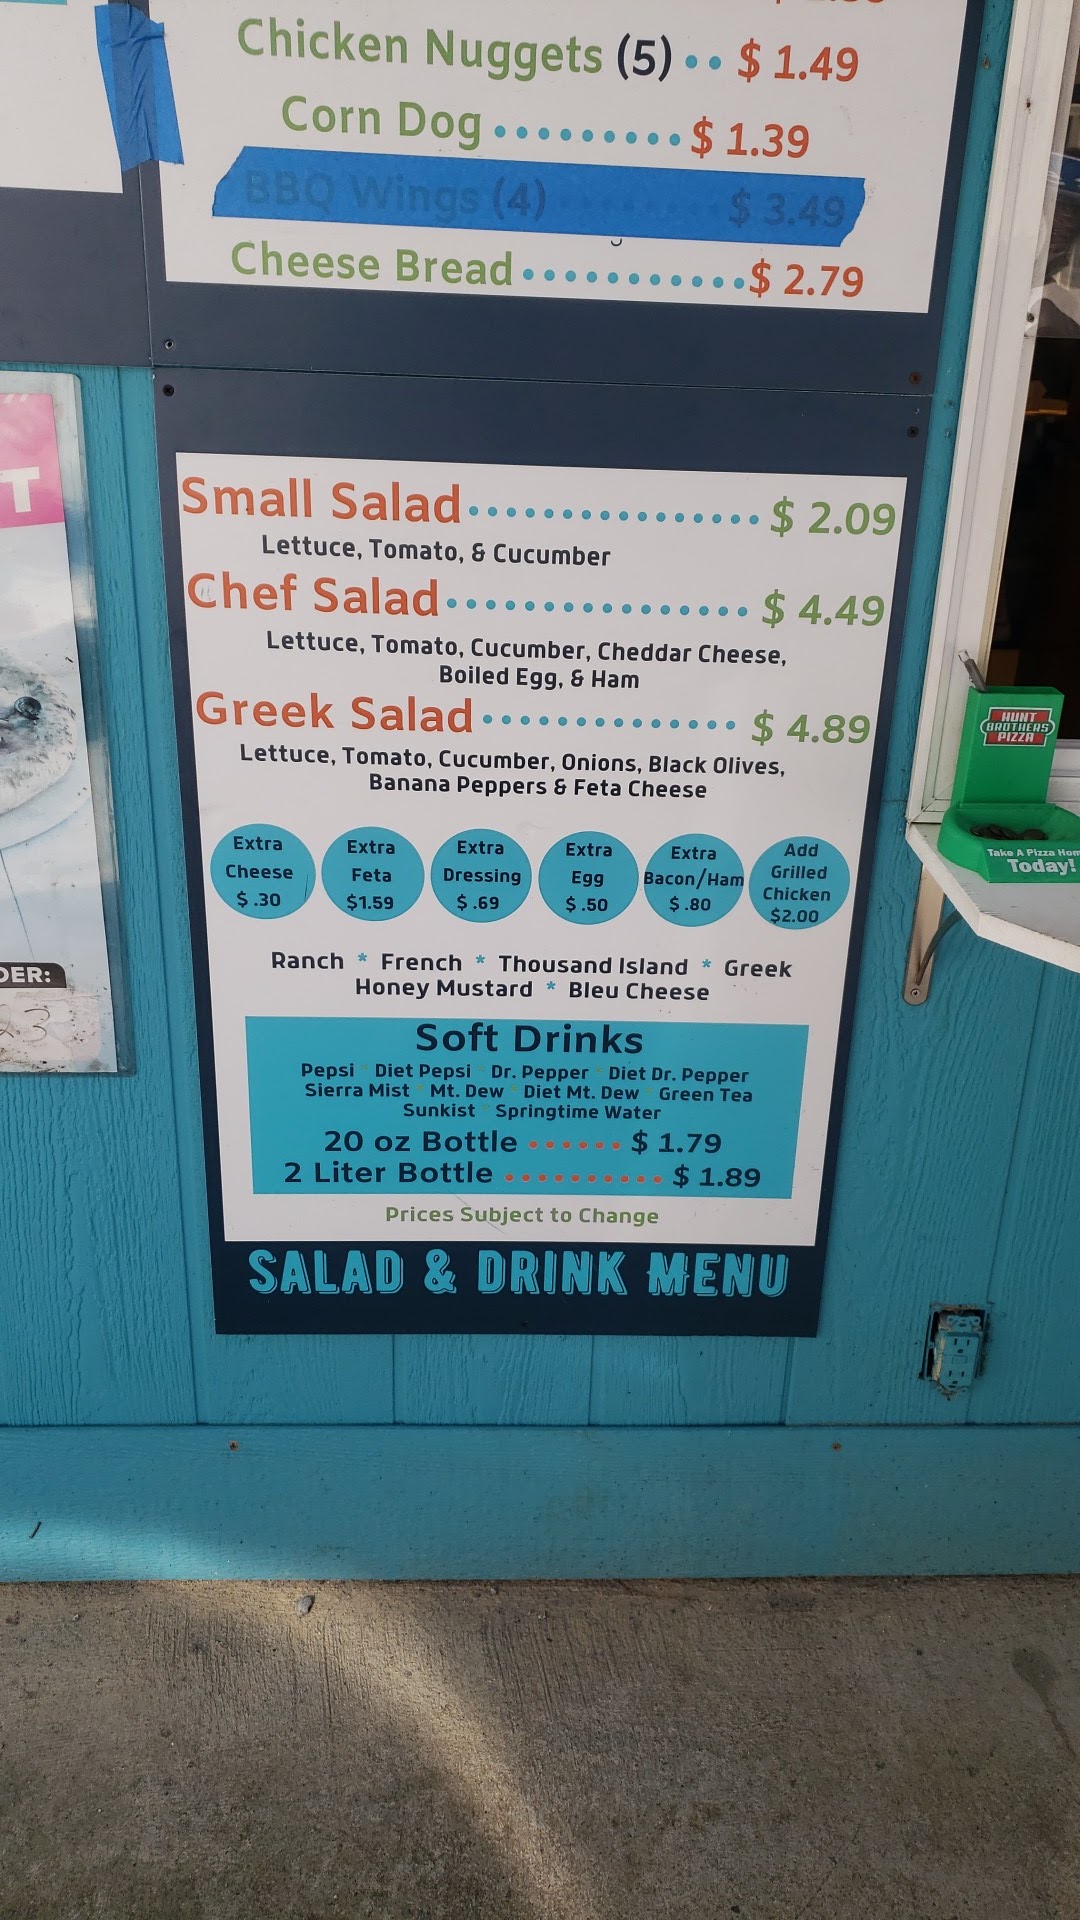 Chicken Nuggets (5) •• $ 1.49
Corn Dog ......... $ 1.39
BBQ Wings (4) $ 3.49
Cheese Bread ........... $ 2.79
Small Salad ................ $ 2.09
Lettuce, Tomato, & Cucumber
Chef Salad ................ $ 4.49
Lettuce, Tomato, Cucumber, Cheddar Cheese,
Boiled Egg, & Ham
Greek Salad .............. $ 4.89
Lettuce, Tomato, Cucumber, Onions, Black Olives,
Banana Peppers & Feta Cheese
Extra
Cheese
$ .30
Extra
Feta
$1.59
Extra
Dressing
$ .69
Extra
Egg
$ .50
Extra
Bacon/Ham
$ .80
Add
Grilled
Chicken
$2.00
Ranch * French * Thousand Island * Greek
Honey Mustard * Bleu Cheese
Soft Drinks
Pepsi * Diet Pepsi * Dr. Pepper * Diet Dr. Pepper
Sierra Mist * Mt. Dew * Diet Mt. Dew * Green Tea
Sunkist * Springtime Water
20 oz Bottle ...... $ 1.79
2 Liter Bottle .......... $ 1.89
Prices Subject to Change
SALAD & DRINK MENU
HUNT
BROTHERS
PIZZA
Take A Pizza Hom
Today!
T
DER:
23